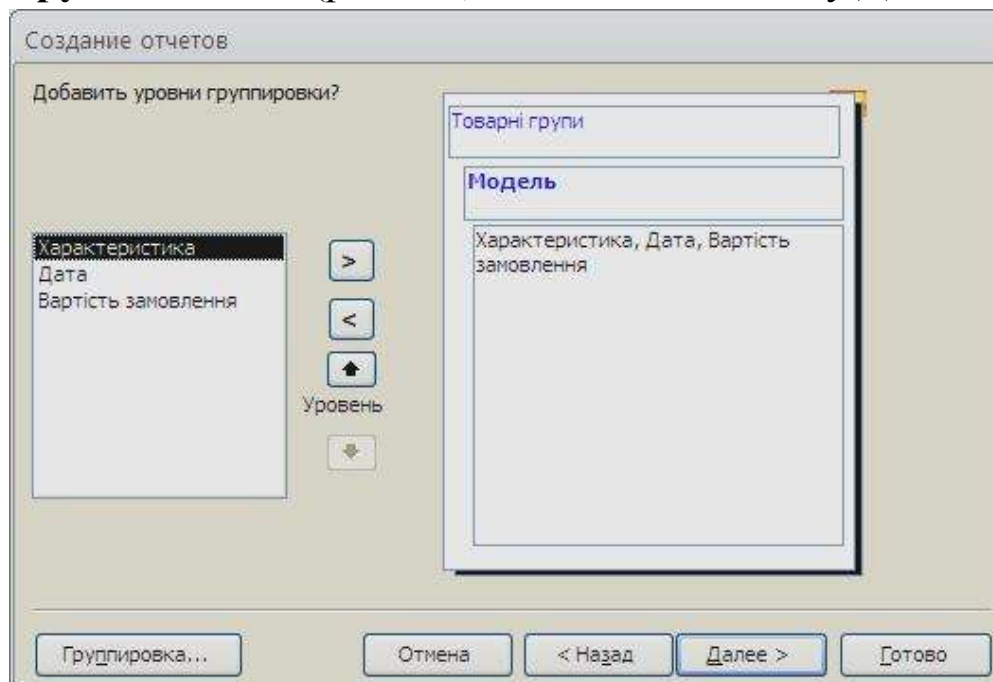 Создание отчетов
Добавить уровни группировки?
Товарні групи
Модель
Характеристика, Дата, Вартість
замовлення
Характеристика
Дата
Вартість замовлення
>
<
Уровень
Группировка...
Отмена
< Назад
Далее >
Готово